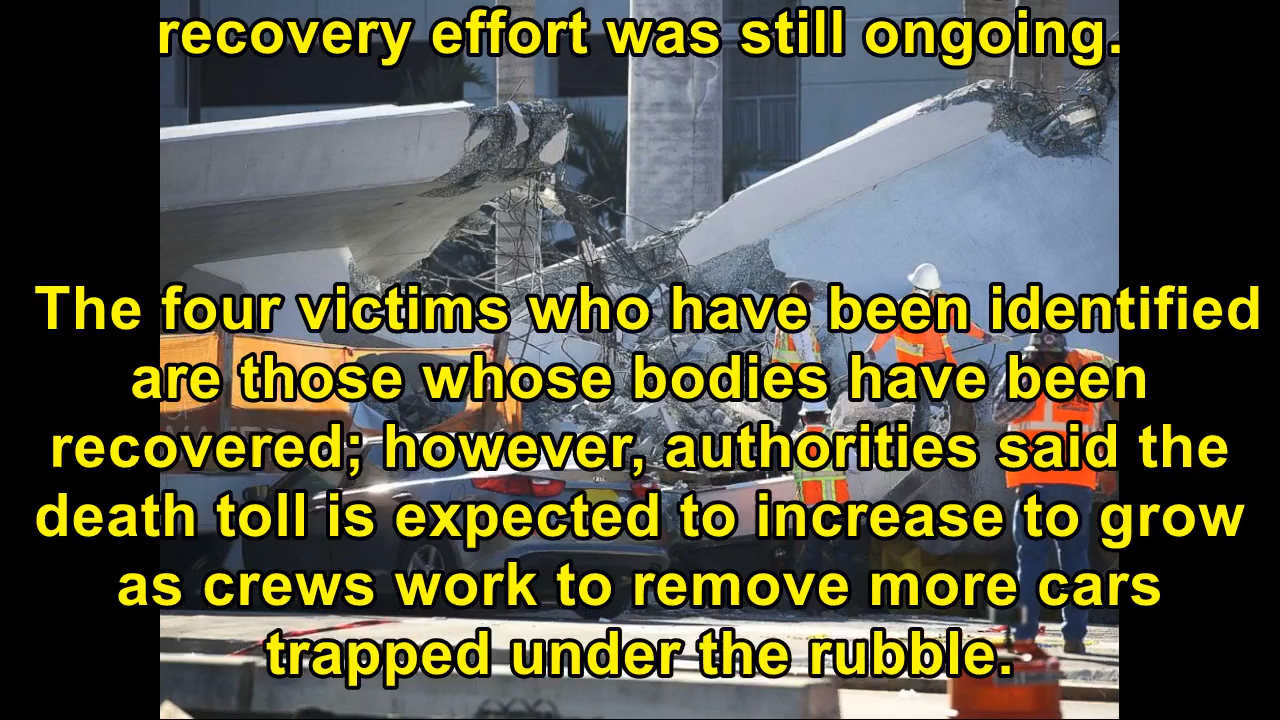 recovery effort was still ongoing.
The four victims who have been identified
are those whose bodies have been
recovered; however, authorities said the
death toll is expected to increase to grow
as crews work to remove more cars
trapped under the rubble.